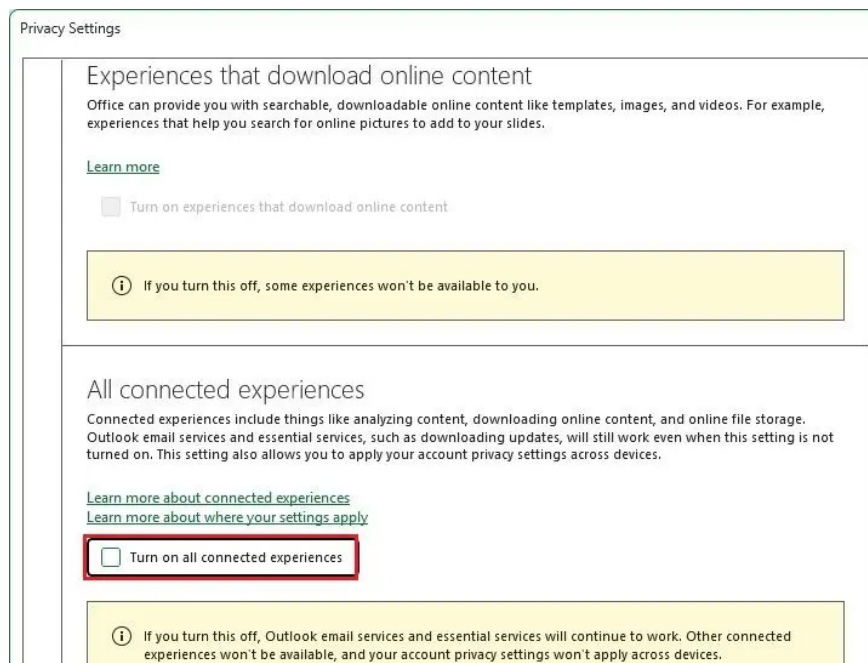 Privacy Settings
Experiences that download online content
Office can provide you with searchable, downloadable online content like templates, images, and videos. For example,
experiences that help you search for online pictures to add to your slides.
Learn more
Turn on experiences that download online content
If you turn this off, some experiences won't be available to you.
All connected experiences
Connected experiences include things like analyzing content, downloading online content, and online file storage.
Outlook email services and essential services, such as downloading updates, will still work even when this setting is not
turned on. This setting also allows you to apply your account privacy settings across devices.
Learn more about connected experiences
Learn more about where your settings apply
Turn on all connected experiences
If you turn this off, Outlook email services and essential services will continue to work. Other connected
experiences won't be available, and your account privacy settings won't apply across devices.